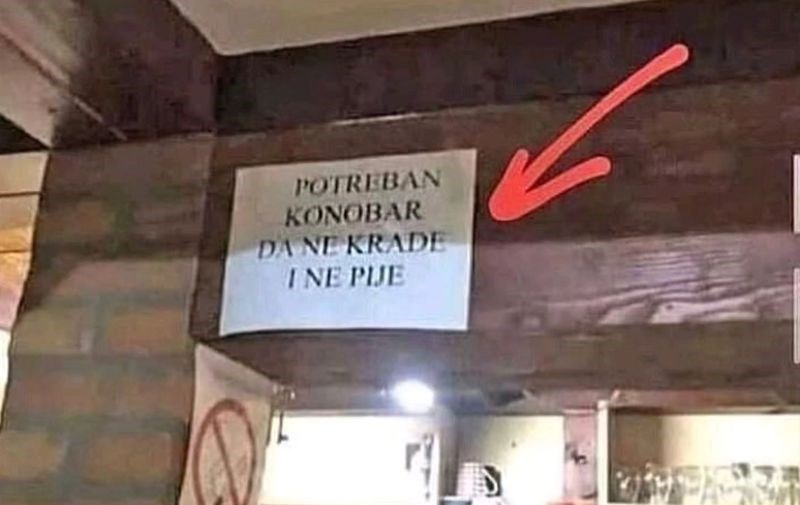 POTREBAN
KONOBAR
DA NE KRADE
I NE PIJE